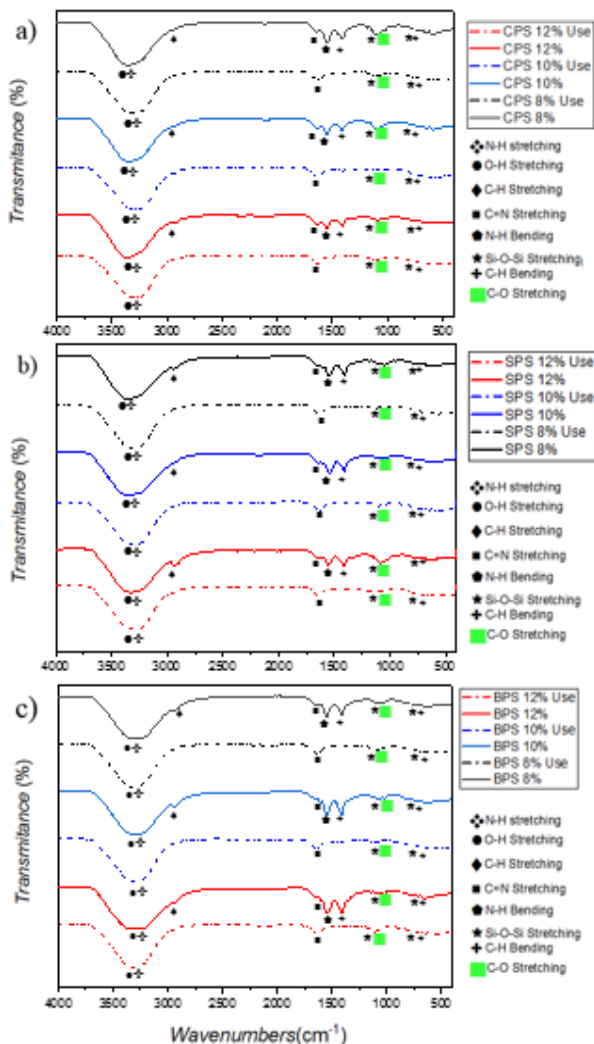 a)
Transmitance (%)
4000 3500 3000 2500 2000 1500 1000 500
CPS 12% Use
CPS 12%
CPS 10% Use
CPS 10%
CPS 8% Use
CPS 8%
N-H stretching
O-H Stretching
C-H Stretching
C=N Stretching
N-H Bending
Si-O-Si Stretching
C-H Bending
C-O Stretching
b)
Transmitance (%)
4000 3500 3000 2500 2000 1500 1000 500
SPS 12% Use
SPS 12%
SPS 10% Use
SPS 10%
SPS 8% Use
SPS 8%
N-H stretching
O-H Stretching
C-H Stretching
C=N Stretching
N-H Bending
Si-O-Si Stretching
C-H Bending
C-O Stretching
c)
Transmitance (%)
4000 3500 3000 2500 2000 1500 1000 500
BPS 12% Use
BPS 12%
BPS 10% Use
BPS 10%
BPS 8% Use
BPS 8%
N-H stretching
O-H Stretching
C-H Stretching
C=N Stretching
N-H Bending
Si-O-Si Stretching
C-H Bending
C-O Stretching
Wavenumbers(cm⁻¹)